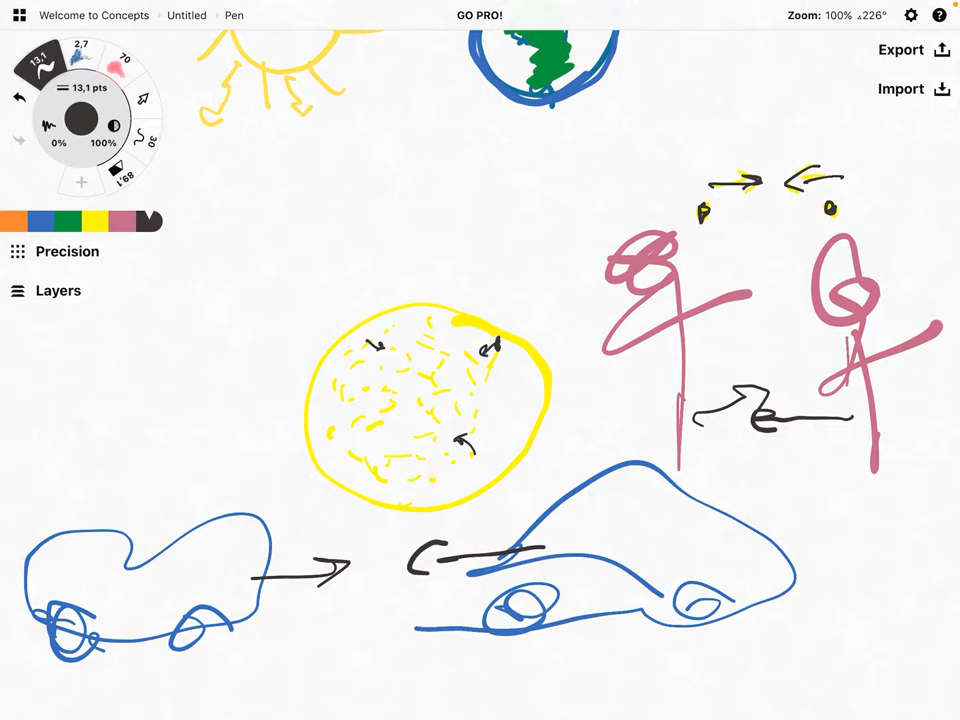 Welcome to Concepts › Untitled › Pen
GO PRO!
Zoom: 100% ⦟226°
Export
Import
13,1
2,7
70
13,1 pts
0%
100%
30
89,1
Precision
Layers